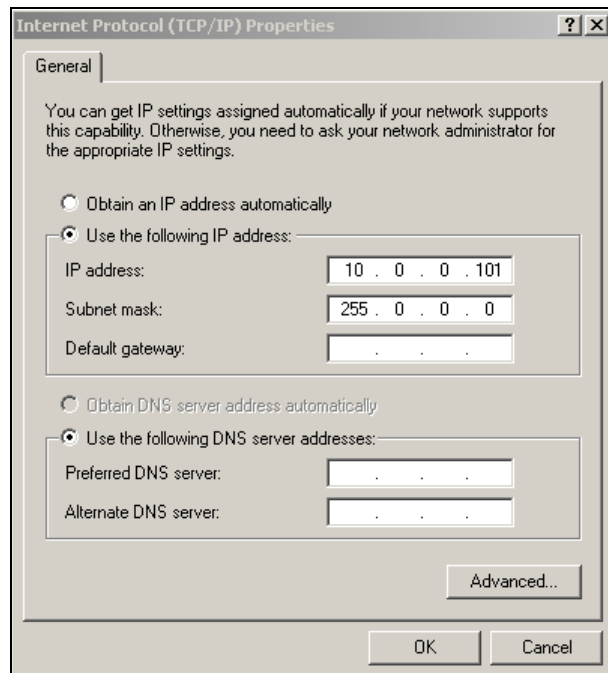 Internet Protocol (TCP/IP) Properties
General
You can get IP settings assigned automatically if your network supports
this capability. Otherwise, you need to ask your network administrator for
the appropriate IP settings.
Obtain an IP address automatically
Use the following IP address:
IP address: 10 . 0 . 0 . 101
Subnet mask: 255 . 0 . 0 . 0
Default gateway: . . .
Obtain DNS server address automatically
Use the following DNS server addresses:
Preferred DNS server: . . .
Alternate DNS server: . . .
Advanced...
OK Cancel